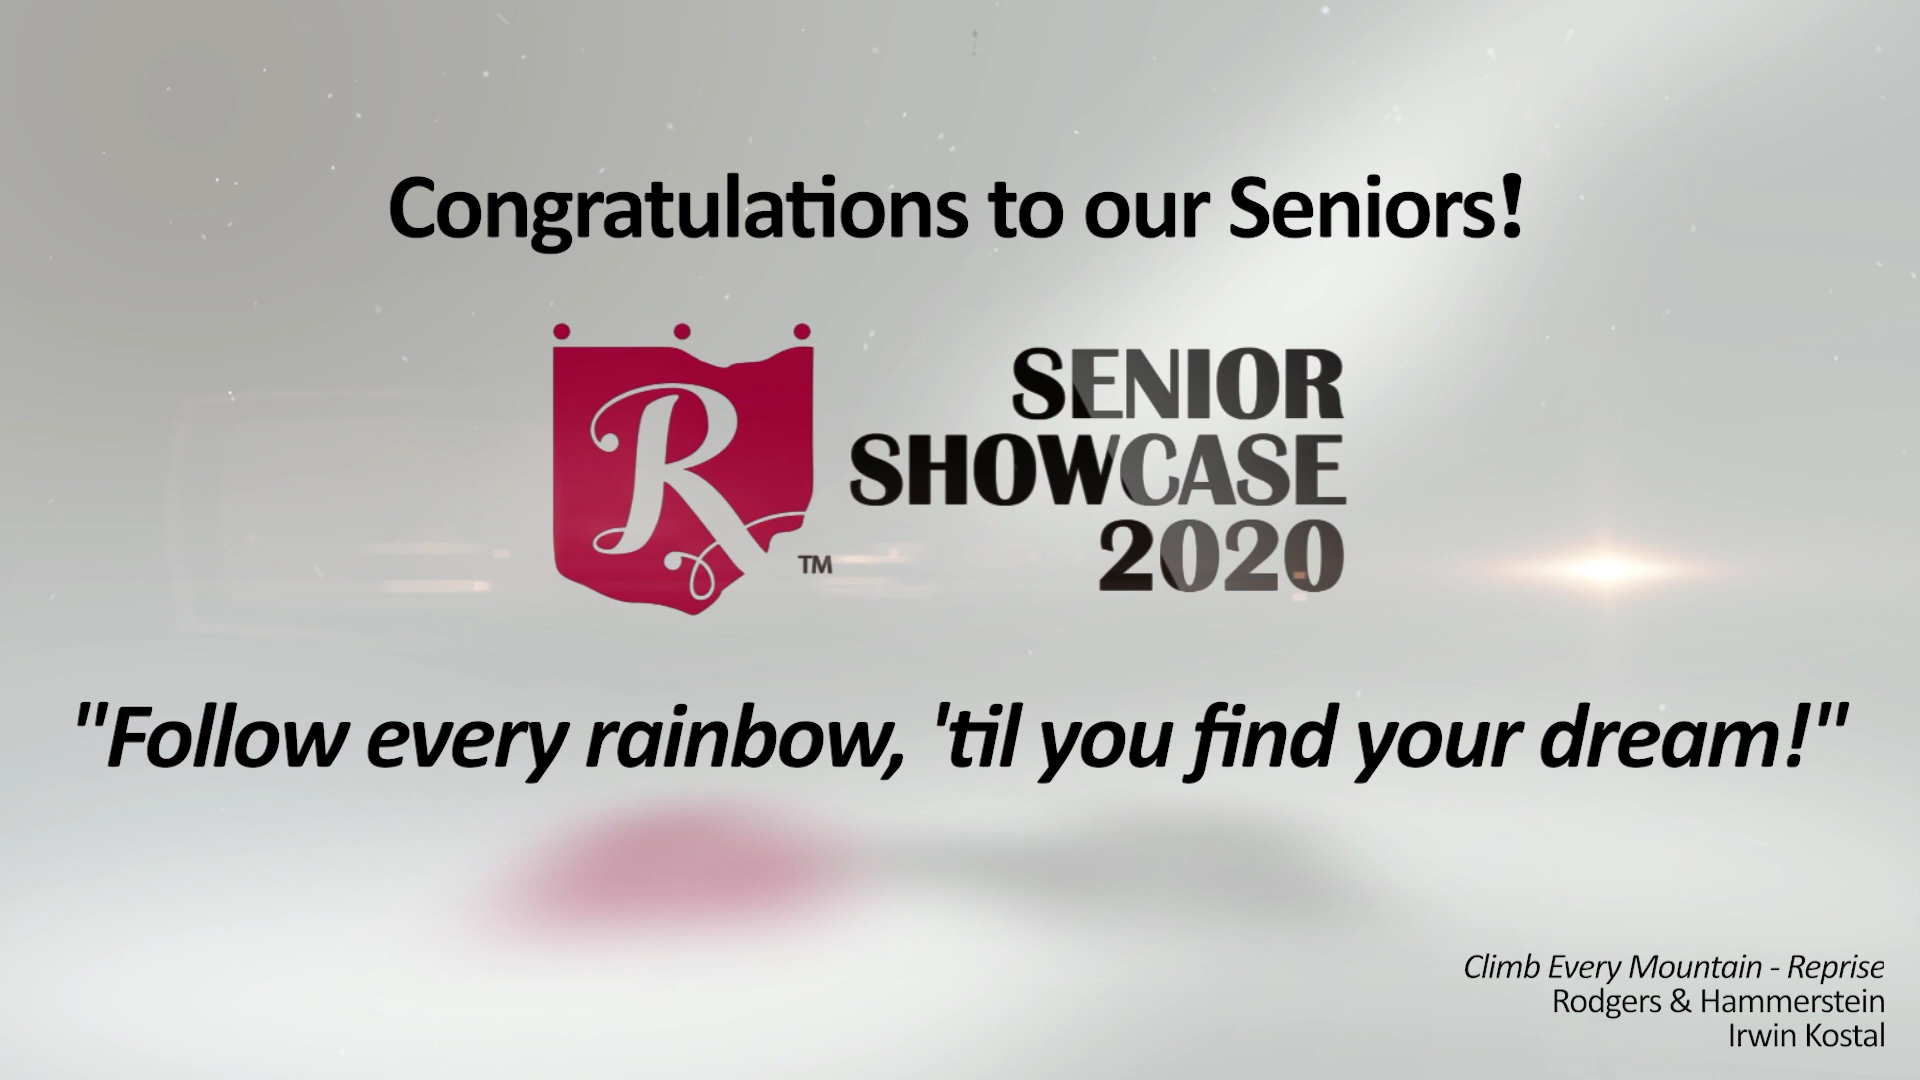 Congratulations to our Seniors!
R
TM
SENIOR
SHOWCASE
2020
"Follow every rainbow, 'til you find your dream!"
Climb Every Mountain - Reprise
Rodgers & Hammerstein
Irwin Kostal